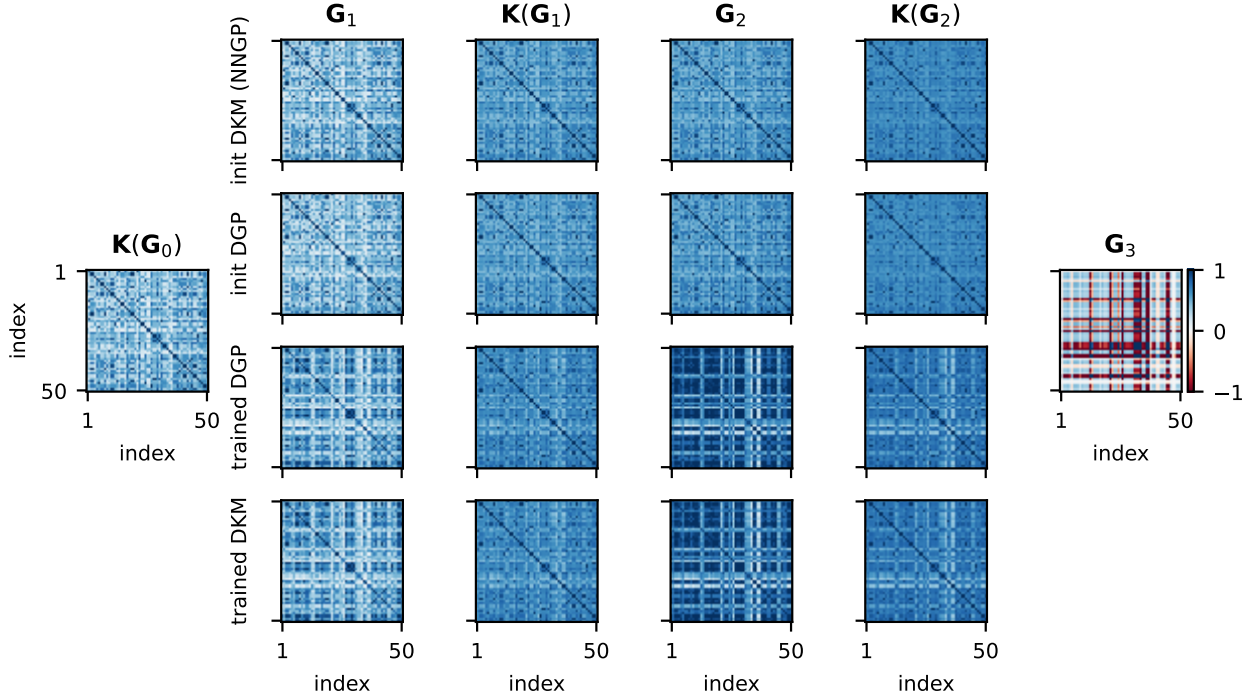 G₁ K(G₁) G₂ K(G₂)
init DKM (NNGP)
init DGP
K(G₀)
1
index
50
1 50
index
trained DGP
trained DKM
G₃
1
0
−1
1 50
index
1 50 1 50 1 50 1 50
index index index index